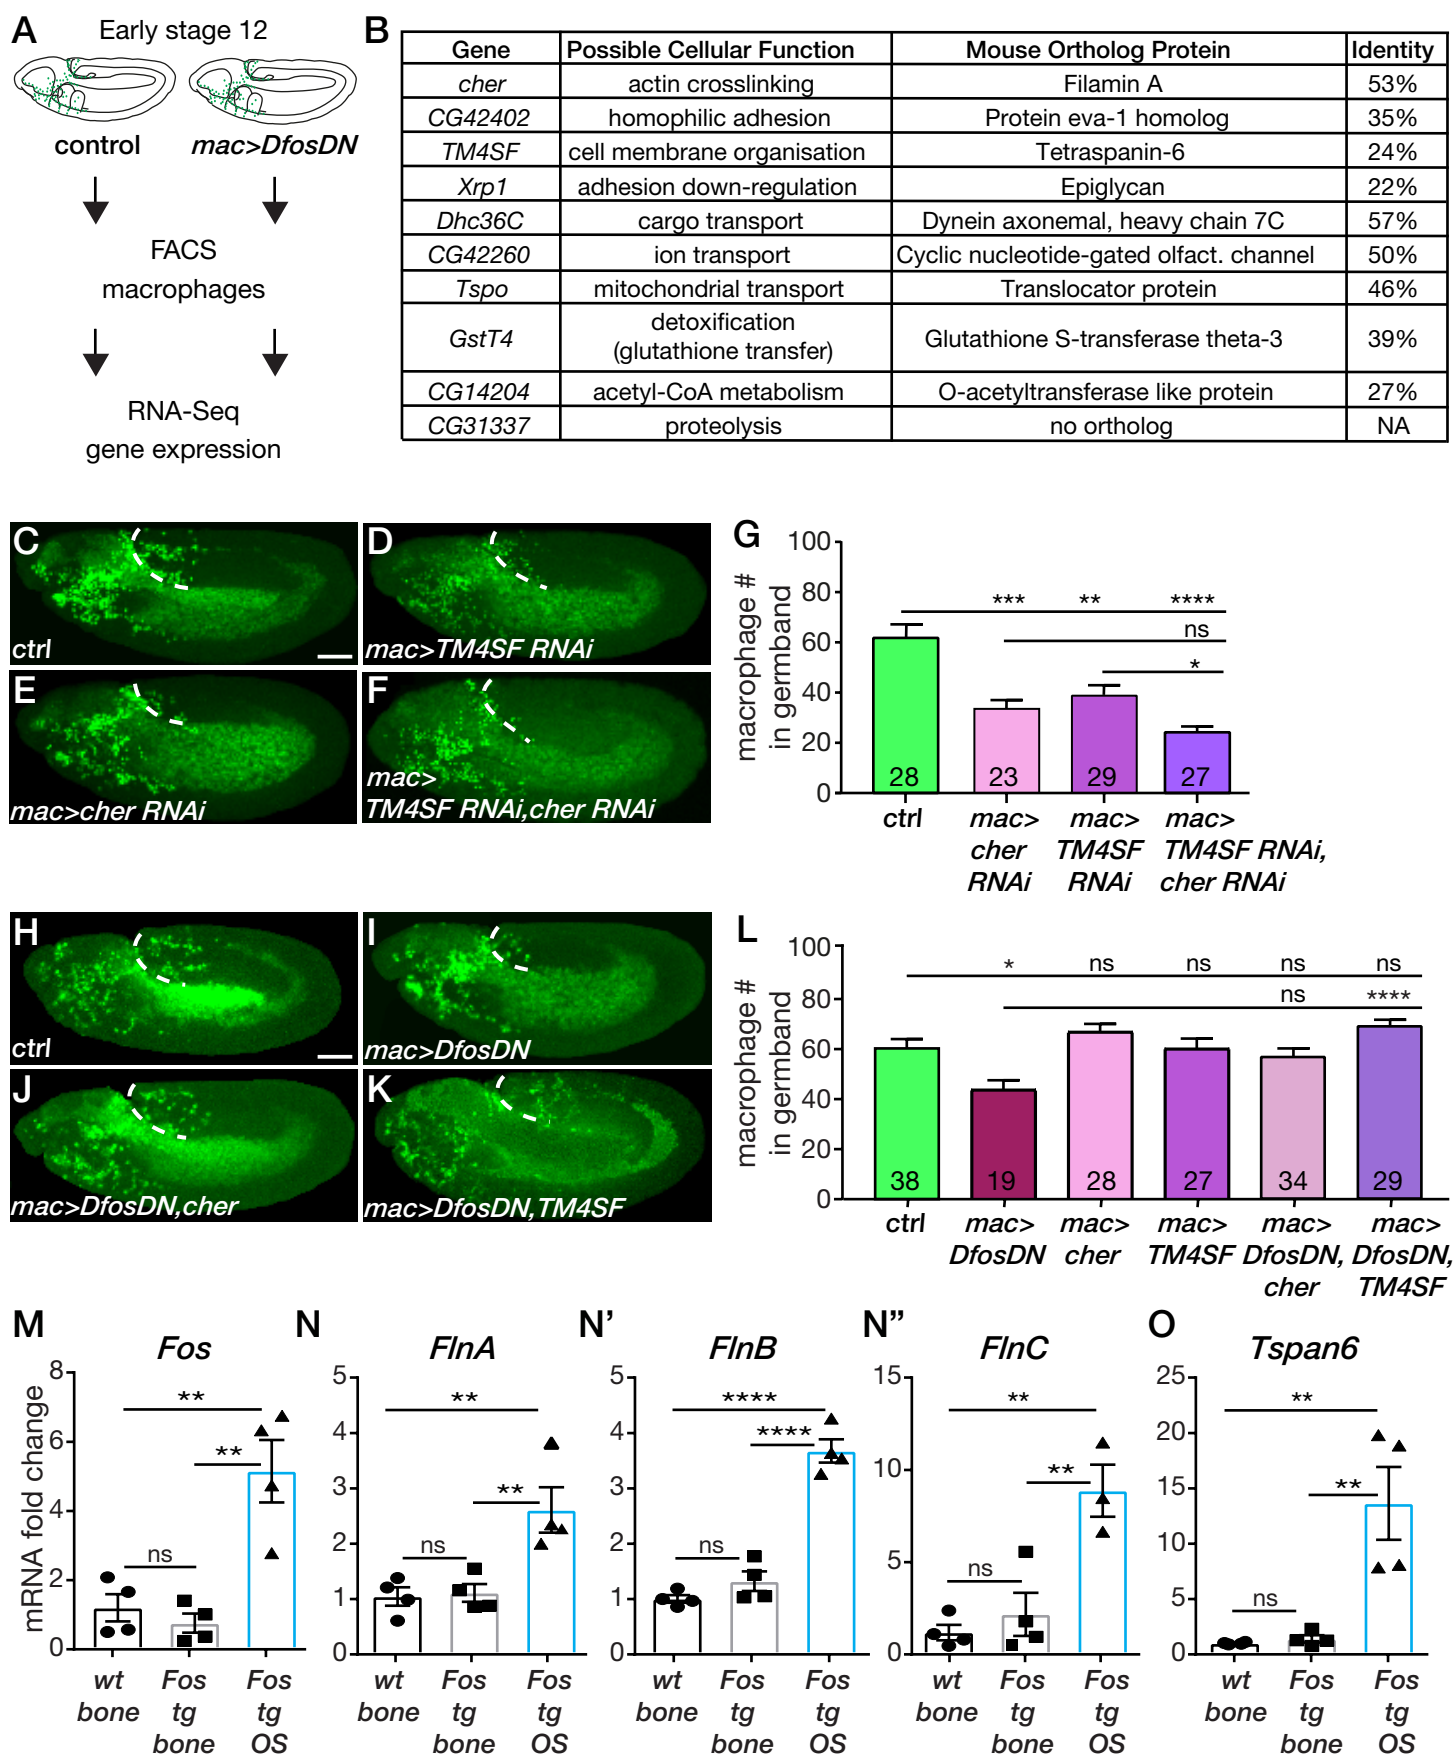 A
Early stage 12
control
mac>DfosDN
FACS
macrophages
RNA-Seq
gene expression
B
Gene Possible Cellular Function Mouse Ortholog Protein Identity
cher actin crosslinking Filamin A 53%
CG42402 homophilic adhesion Protein eva-1 homolog 35%
TM4SF cell membrane organisation Tetraspanin-6 24%
Xrp1 adhesion down-regulation Epiglycan 22%
Dhc36C cargo transport Dynein axonemal, heavy chain 7C 57%
CG42260 ion transport Cyclic nucleotide-gated olfact. channel 50%
Tspo mitochondrial transport Translocator protein 46%
GstT4 detoxification (glutathione transfer) Glutathione S-transferase theta-3 39%
CG14204 acetyl-CoA metabolism O-acetyltransferase like protein 27%
CG31337 proteolysis no ortholog NA
C
ctrl
D
mac>TM4SF RNAi
E
mac>cher RNAi
F
mac>
TM4SF RNAi,cher RNAi
G
macrophage #
in germband
100
80
60
40
20
0
*** ** ****
ns
*
28 23 29 27
ctrl
mac>
cher
RNAi
mac>
TM4SF
RNAi
mac>
TM4SF RNAi,
cher RNAi
H
ctrl
I
mac>DfosDN
J
mac>DfosDN,cher
K
mac>DfosDN,TM4SF
L
macrophage #
in germband
100
80
60
40
20
0
* ns ns ns ns
ns ****
38 19 28 27 34 29
ctrl
mac>
DfosDN
mac>
cher
mac>
TM4SF
mac>
DfosDN,
cher
mac>
DfosDN,
TM4SF
M
Fos
mRNA fold change
8
6
4
2
0
**
**
ns
wt
bone
Fos
tg
bone
Fos
tg
OS
N
FlnA
5
4
3
2
1
0
**
**
ns
wt
bone
Fos
tg
bone
Fos
tg
OS
N'
FlnB
5
4
3
2
1
0
****
****
ns
wt
bone
Fos
tg
bone
Fos
tg
OS
N"
FlnC
15
10
5
0
**
**
ns
wt
bone
Fos
tg
bone
Fos
tg
OS
O
Tspan6
25
20
15
10
5
0
**
**
ns
wt
bone
Fos
tg
bone
Fos
tg
OS